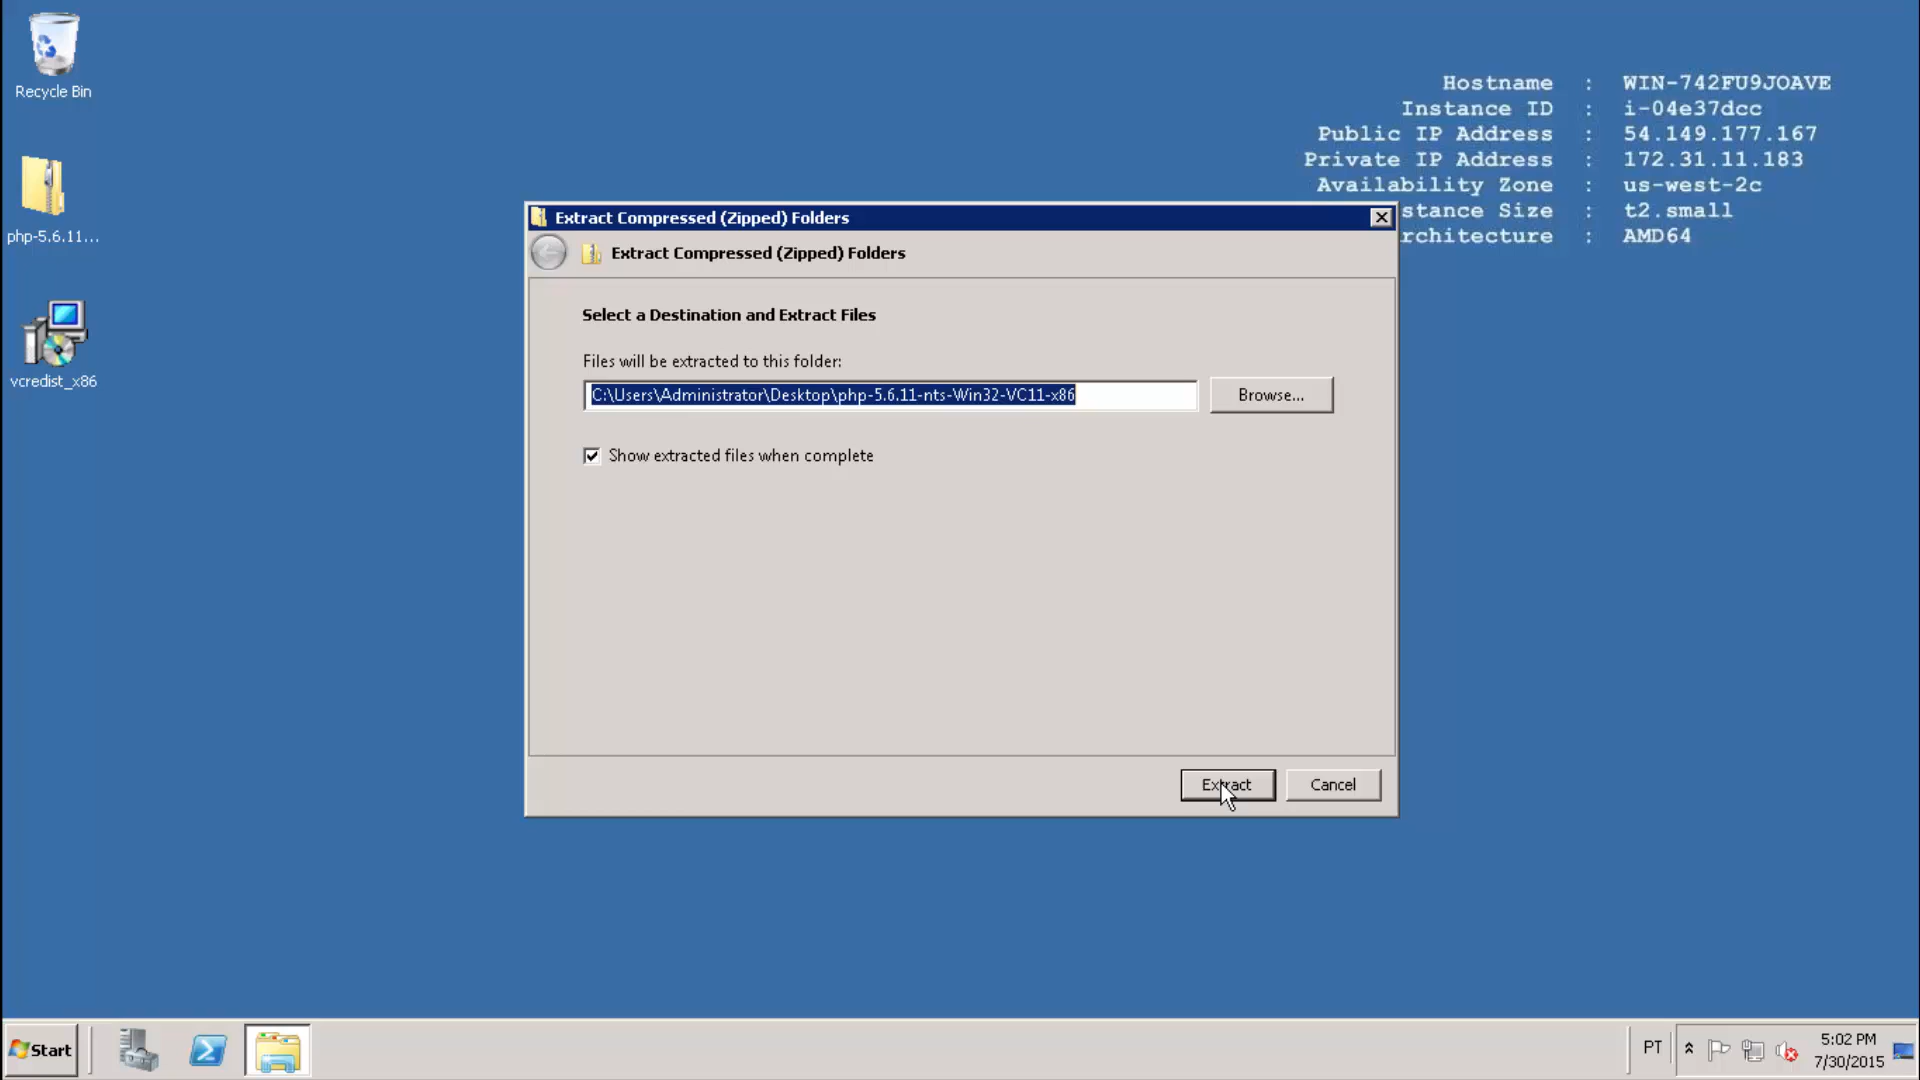 Recycle Bin
php-5.6.11...
vcredist_x86
Hostname : WIN-742FU9JOAVE
Instance ID : i-04e37dcc
Public IP Address : 54.149.177.167
Private IP Address : 172.31.11.183
Availability Zone : us-west-2c
stance Size : t2.small
rchitecture : AMD64
Extract Compressed (Zipped) Folders
Extract Compressed (Zipped) Folders
Select a Destination and Extract Files
Files will be extracted to this folder:
C:\Users\Administrator\Desktop\php-5.6.11-nts-Win32-VC11-x86
Browse...
Show extracted files when complete
Extract
Cancel
Start
PT
5:02 PM
7/30/2015